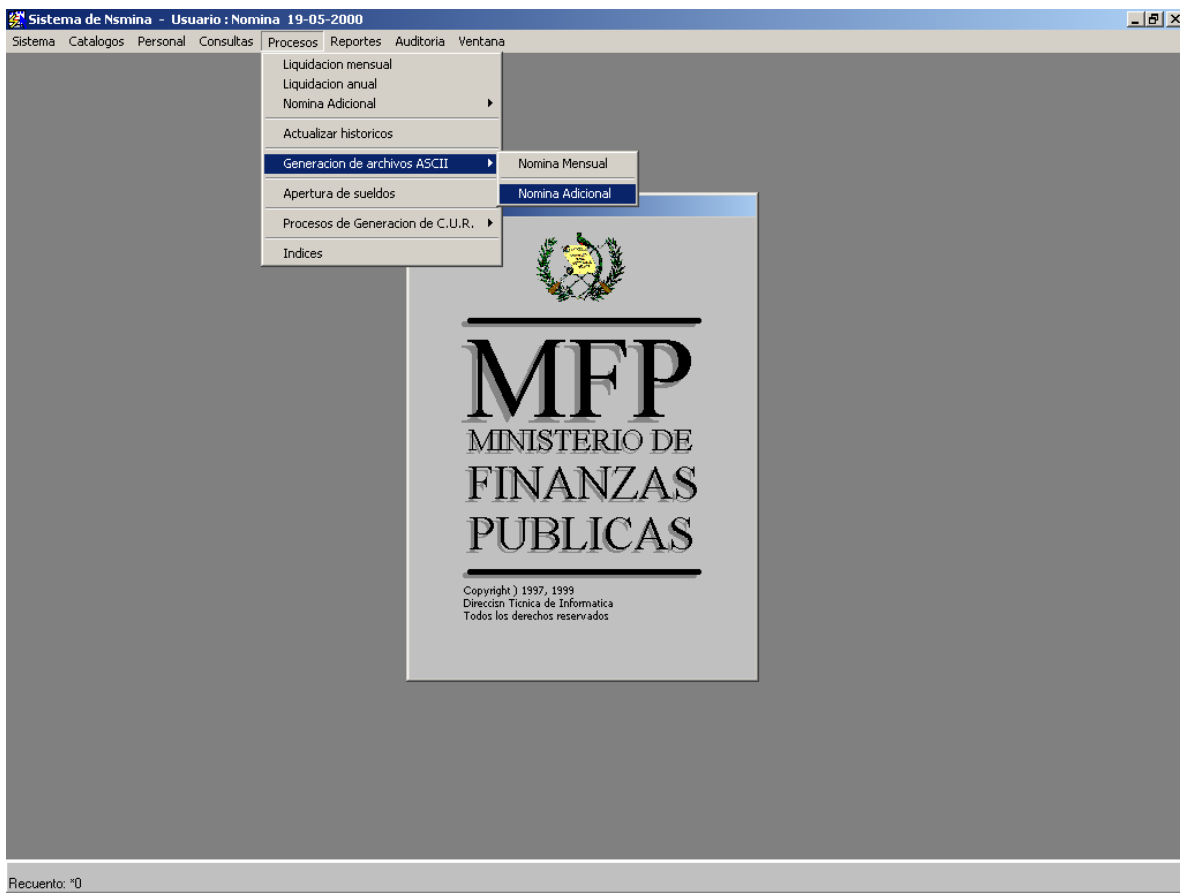 Sistema de Nsmina - Usuario : Nomina 19-05-2000
Sistema Catalogos Personal Consultas Procesos Reportes Auditoria Ventana
Liquidacion mensual
Liquidacion anual
Nomina Adicional
Actualizar historicos
Generacion de archivos ASCII
Nomina Mensual
Apertura de sueldos
Nomina Adicional
Procesos de Generacion de C.U.R.
Indices
MFP
MINISTERIO DE
FINANZAS
PUBLICAS
Copyright ) 1997, 1999
Direccisn Ticnica de Informatica
Todos los derechos reservados
Recuento: *0